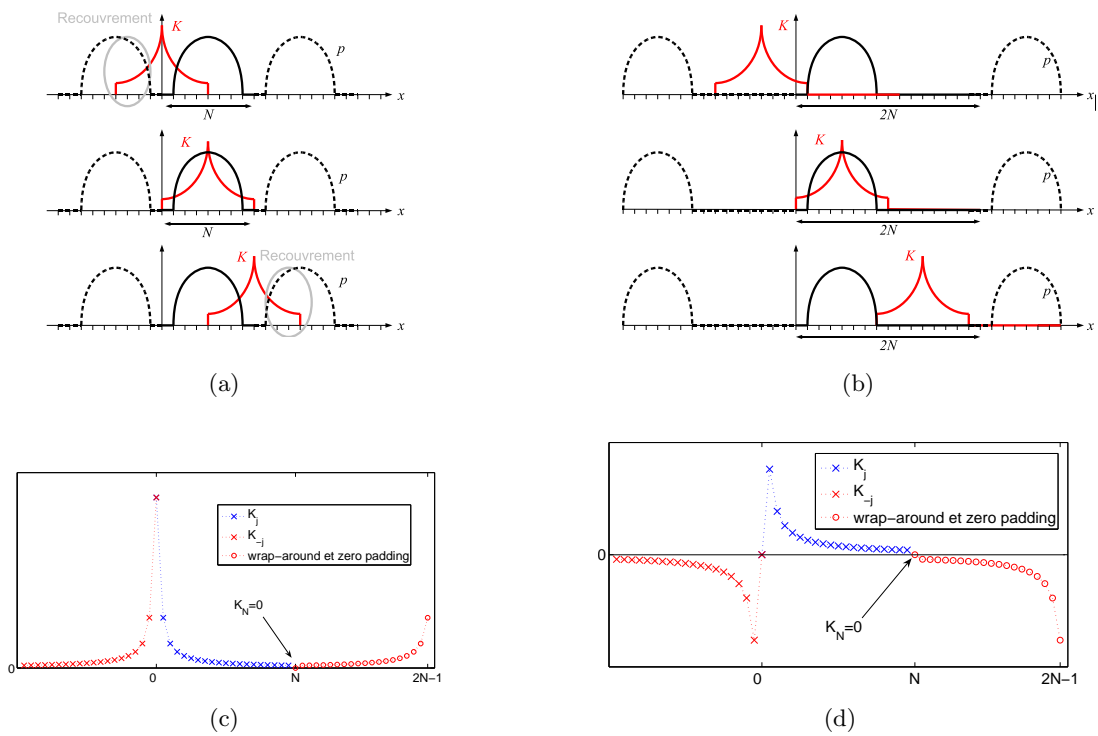 Recouvrement
K
p
x
N
K
p
x
N
Recouvrement
K
p
x
N
(a)
K
p
x
2N
K
p
x
2N
K
p
x
2N
(b)
K_j
K_-j
wrap-around et zero padding
K_N=0
0
0
N
2N-1
(c)
K_j
K_-j
wrap-around et zero padding
0
K_N=0
0
N
2N-1
(d)